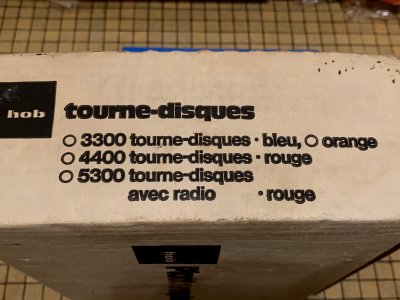 hob
tourne-disques
○ 3300 tourne-disques · bleu, ○ orange
○ 4400 tourne-disques · rouge
○ 5300 tourne-disques
avec radio · rouge
hob